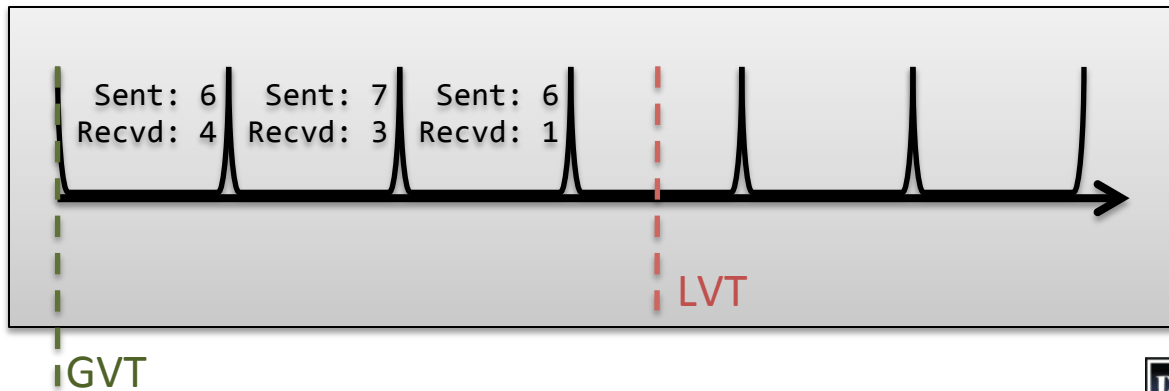 Sent: 6 Sent: 7 Sent: 6
Recvd: 4 Recvd: 3 Recvd: 1
LVT
GVT